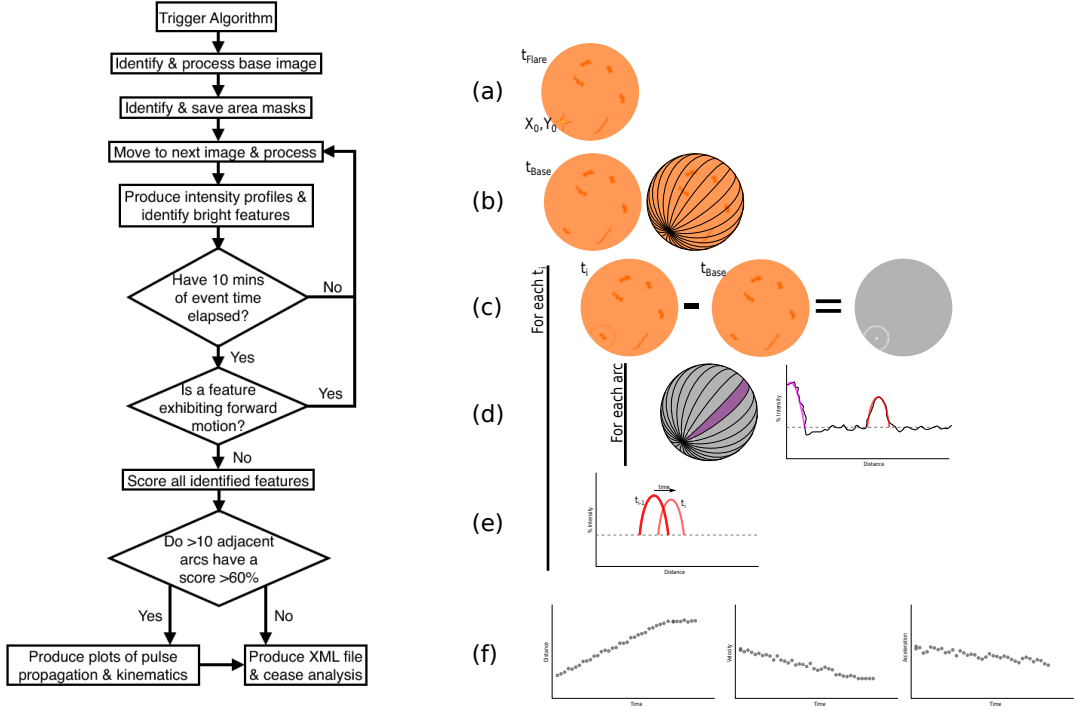 Trigger Algorithm
Identify & process base image
Identify & save area masks
Move to next image & process
Produce intensity profiles &
identify bright features
Have 10 mins
of event time
elapsed?
No
Yes
Is a feature
exhibiting forward
motion?
Yes
No
Score all identified features
Do >10 adjacent
arcs have a
score >60%
Yes
No
Produce plots of pulse
propagation & kinematics
Produce XML file
& cease analysis
(a)
tFlare
X0,Y0
(b)
tBase
(c)
For each ti
ti
tBase
(d)
For each arc
% Intensity
Distance
(e)
% Intensity
ti-1
time
ti
Distance
(f)
Distance
Time
Velocity
Time
Acceleration
Time